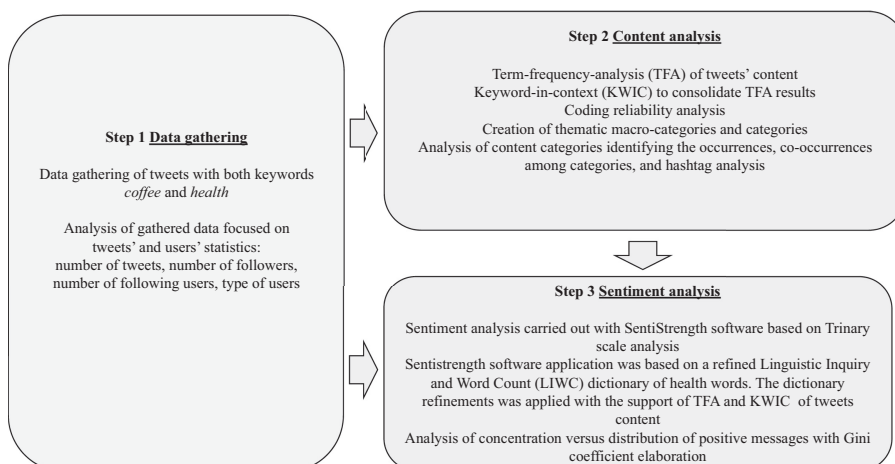 Step 1 Data gathering
Data gathering of tweets with both keywords
coffee and health
Analysis of gathered data focused on
tweets’ and users’ statistics:
number of tweets, number of followers,
number of following users, type of users
Step 2 Content analysis
Term-frequency-analysis (TFA) of tweets’ content
Keyword-in-context (KWIC) to consolidate TFA results
Coding reliability analysis
Creation of thematic macro-categories and categories
Analysis of content categories identifying the occurrences, co-occurrences
among categories, and hashtag analysis
Step 3 Sentiment analysis
Sentiment analysis carried out with SentiStrength software based on Trinary
scale analysis
Sentistrength software application was based on a refined Linguistic Inquiry
and Word Count (LIWC) dictionary of health words. The dictionary
refinements was applied with the support of TFA and KWIC of tweets
content
Analysis of concentration versus distribution of positive messages with Gini
coefficient elaboration